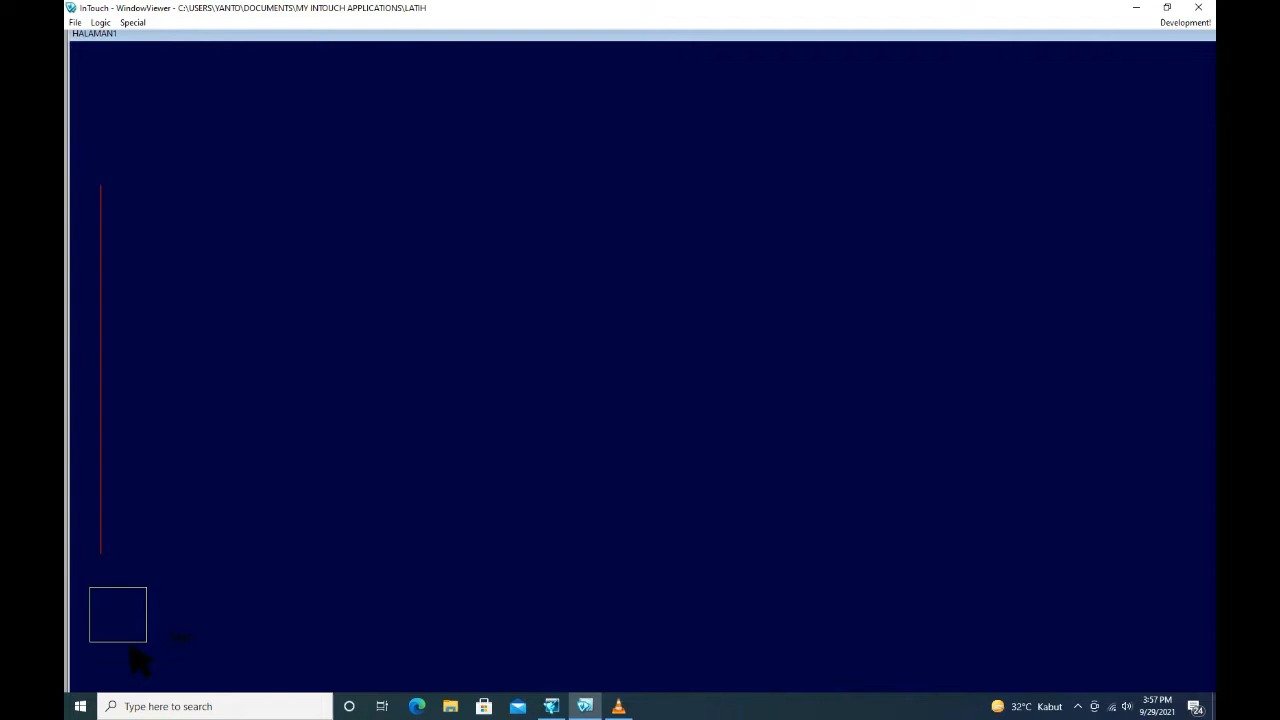 InTouch - WindowViewer - C:\USERS\YANTO\DOCUMENTS\MY INTOUCH APPLICATIONS\LATIH
File Logic Special Development!
HALAMAN1
Type here to search
32°C Kabut
3:57 PM
9/29/2021
24